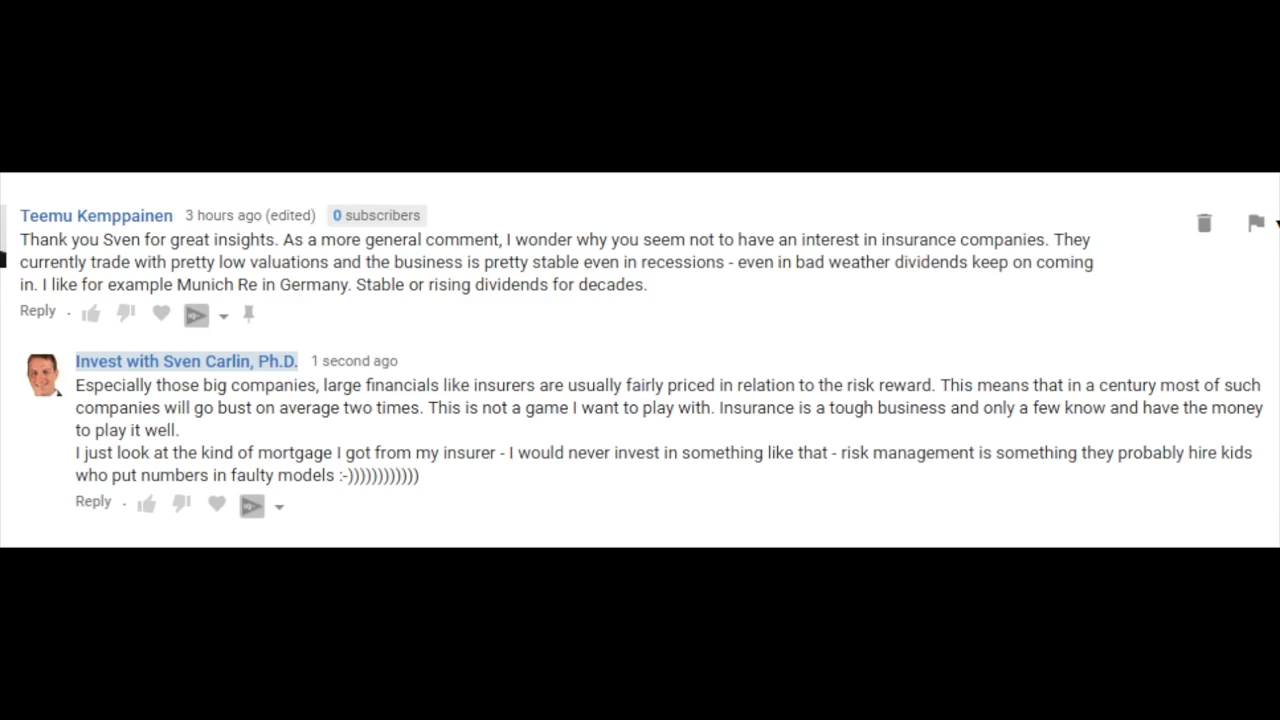 Teemu Kemppainen 3 hours ago (edited) 0 subscribers
Thank you Sven for great insights. As a more general comment, I wonder why you seem not to have an interest in insurance companies. They
currently trade with pretty low valuations and the business is pretty stable even in recessions - even in bad weather dividends keep on coming
in. I like for example Munich Re in Germany. Stable or rising dividends for decades.
Reply
Invest with Sven Carlin, Ph.D. 1 second ago
Especially those big companies, large financials like insurers are usually fairly priced in relation to the risk reward. This means that in a century most of such
companies will go bust on average two times. This is not a game I want to play with. Insurance is a tough business and only a few know and have the money
to play it well.
I just look at the kind of mortgage I got from my insurer - I would never invest in something like that - risk management is something they probably hire kids
who put numbers in faulty models :-))))))))))))
Reply